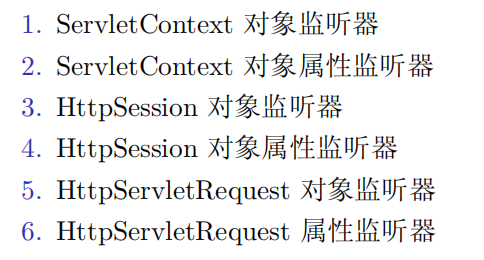 1. ServletContext 对象监听器
2. ServletContext 对象属性监听器
3. HttpSession 对象监听器
4. HttpSession 对象属性监听器
5. HttpServletRequest 对象监听器
6. HttpServletRequest 属性监听器